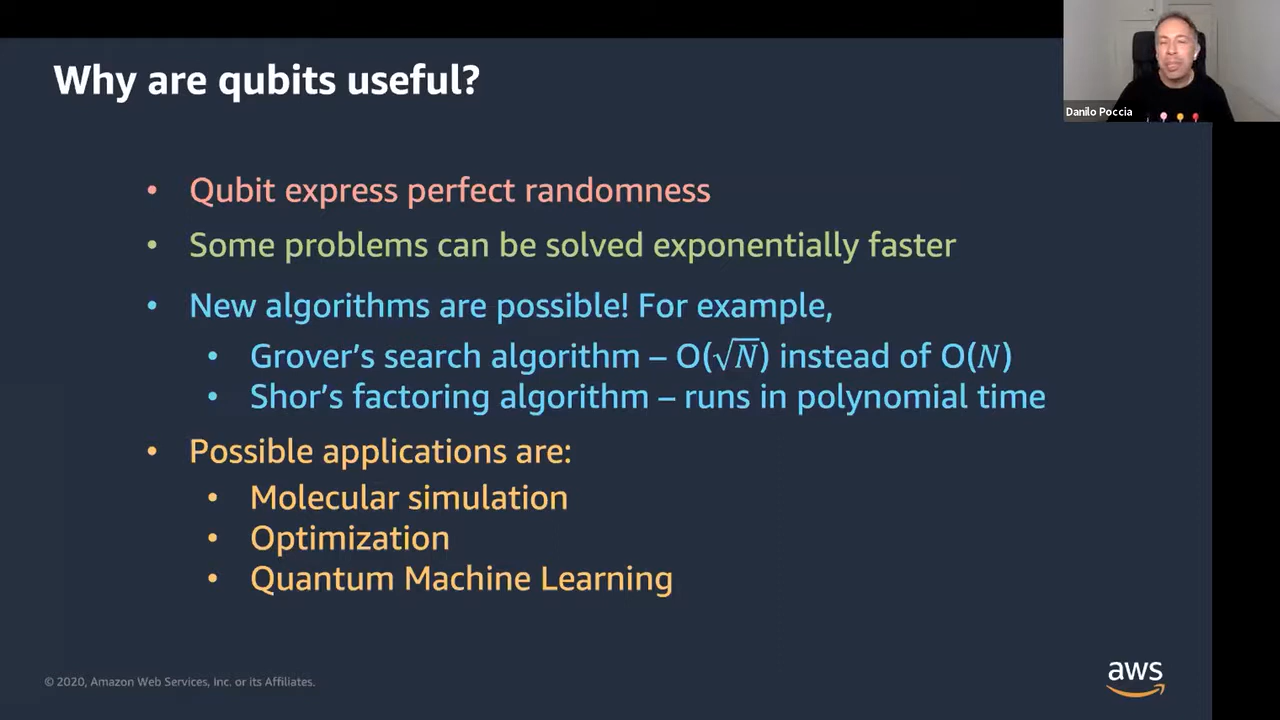 Why are qubits useful?
Danilo Poccia
• Qubit express perfect randomness
• Some problems can be solved exponentially faster
• New algorithms are possible! For example,
• Grover’s search algorithm – O(√N) instead of O(N)
• Shor’s factoring algorithm – runs in polynomial time
• Possible applications are:
• Molecular simulation
• Optimization
• Quantum Machine Learning
© 2020, Amazon Web Services, Inc. or its Affiliates.
aws